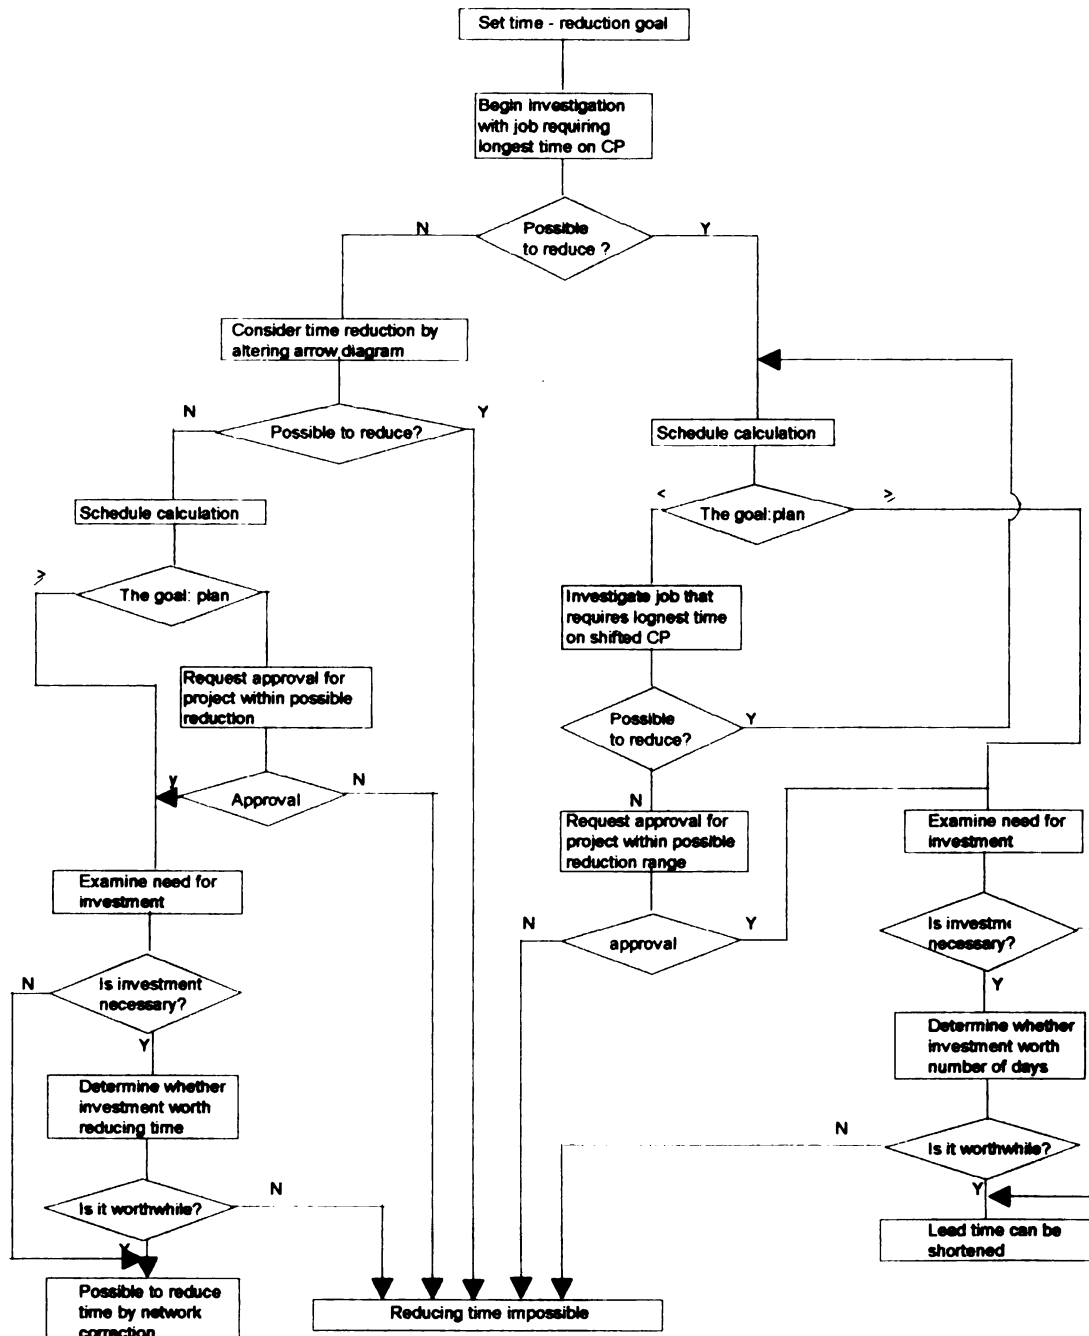 Set time - reduction goal
Begin investigation
with job requiring
longest time on CP
N
Possible
to reduce ?
Y
Consider time reduction by
altering arrow diagram
N
Possible to reduce?
Y
Schedule calculation
The goal: plan
≥
Request approval for
project within possible
reduction
y
Approval
N
Examine need for
investment
N
Is investment
necessary?
Y
Determine whether
investment worth
reducing time
Is it worthwhile?
N
Y
Possible to reduce
time by network
correction
Reducing time impossible
Schedule calculation
<
The goal:plan
≥
Investigate job that
requires lognest time
on shifted CP
Possible
to reduce?
Y
N
Request approval for
project within possible
reduction range
N
approval
Y
Examine need for
investment
Is investme
necessary?
Y
Determine whether
investment worth
number of days
Is it worthwhile?
N
Y
Lead time can be
shortened